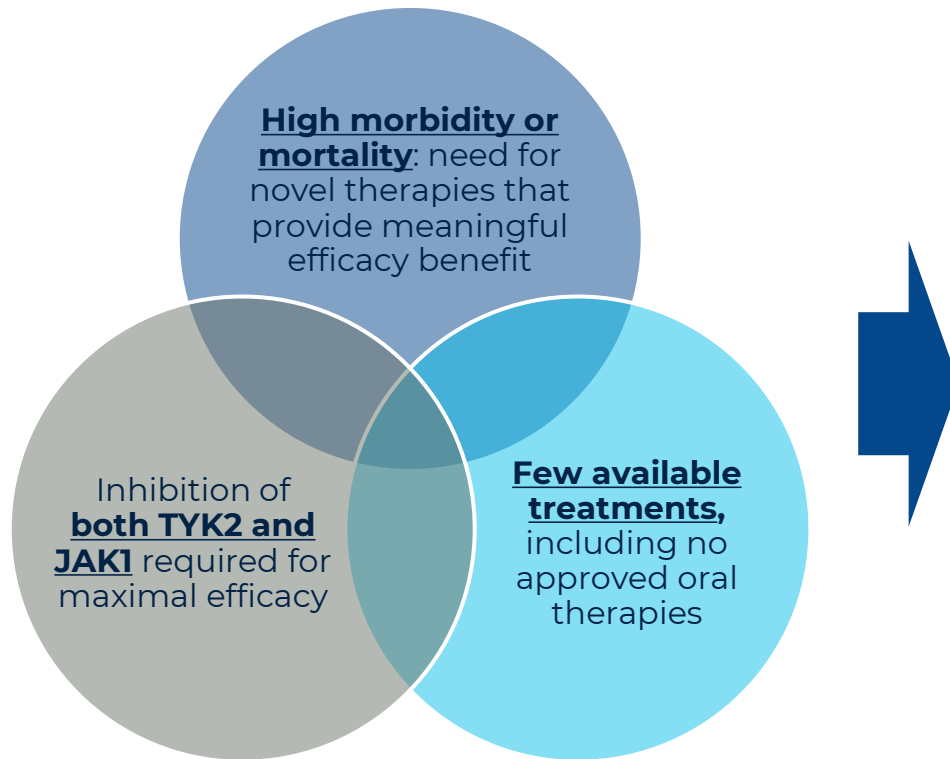 High morbidity or
mortality: need for
novel therapies that
provide meaningful
efficacy benefit
Inhibition of
both TYK2 and
JAK1 required for
maximal efficacy
Few available
treatments,
including no
approved oral
therapies